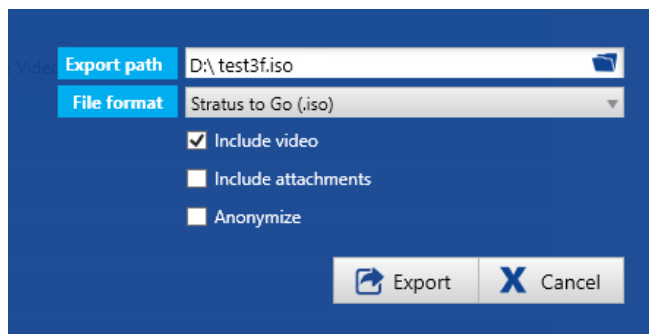 Export path D:\ test3f.iso
File format Stratus to Go (.iso)
Include video
Include attachments
Anonymize
Export X Cancel